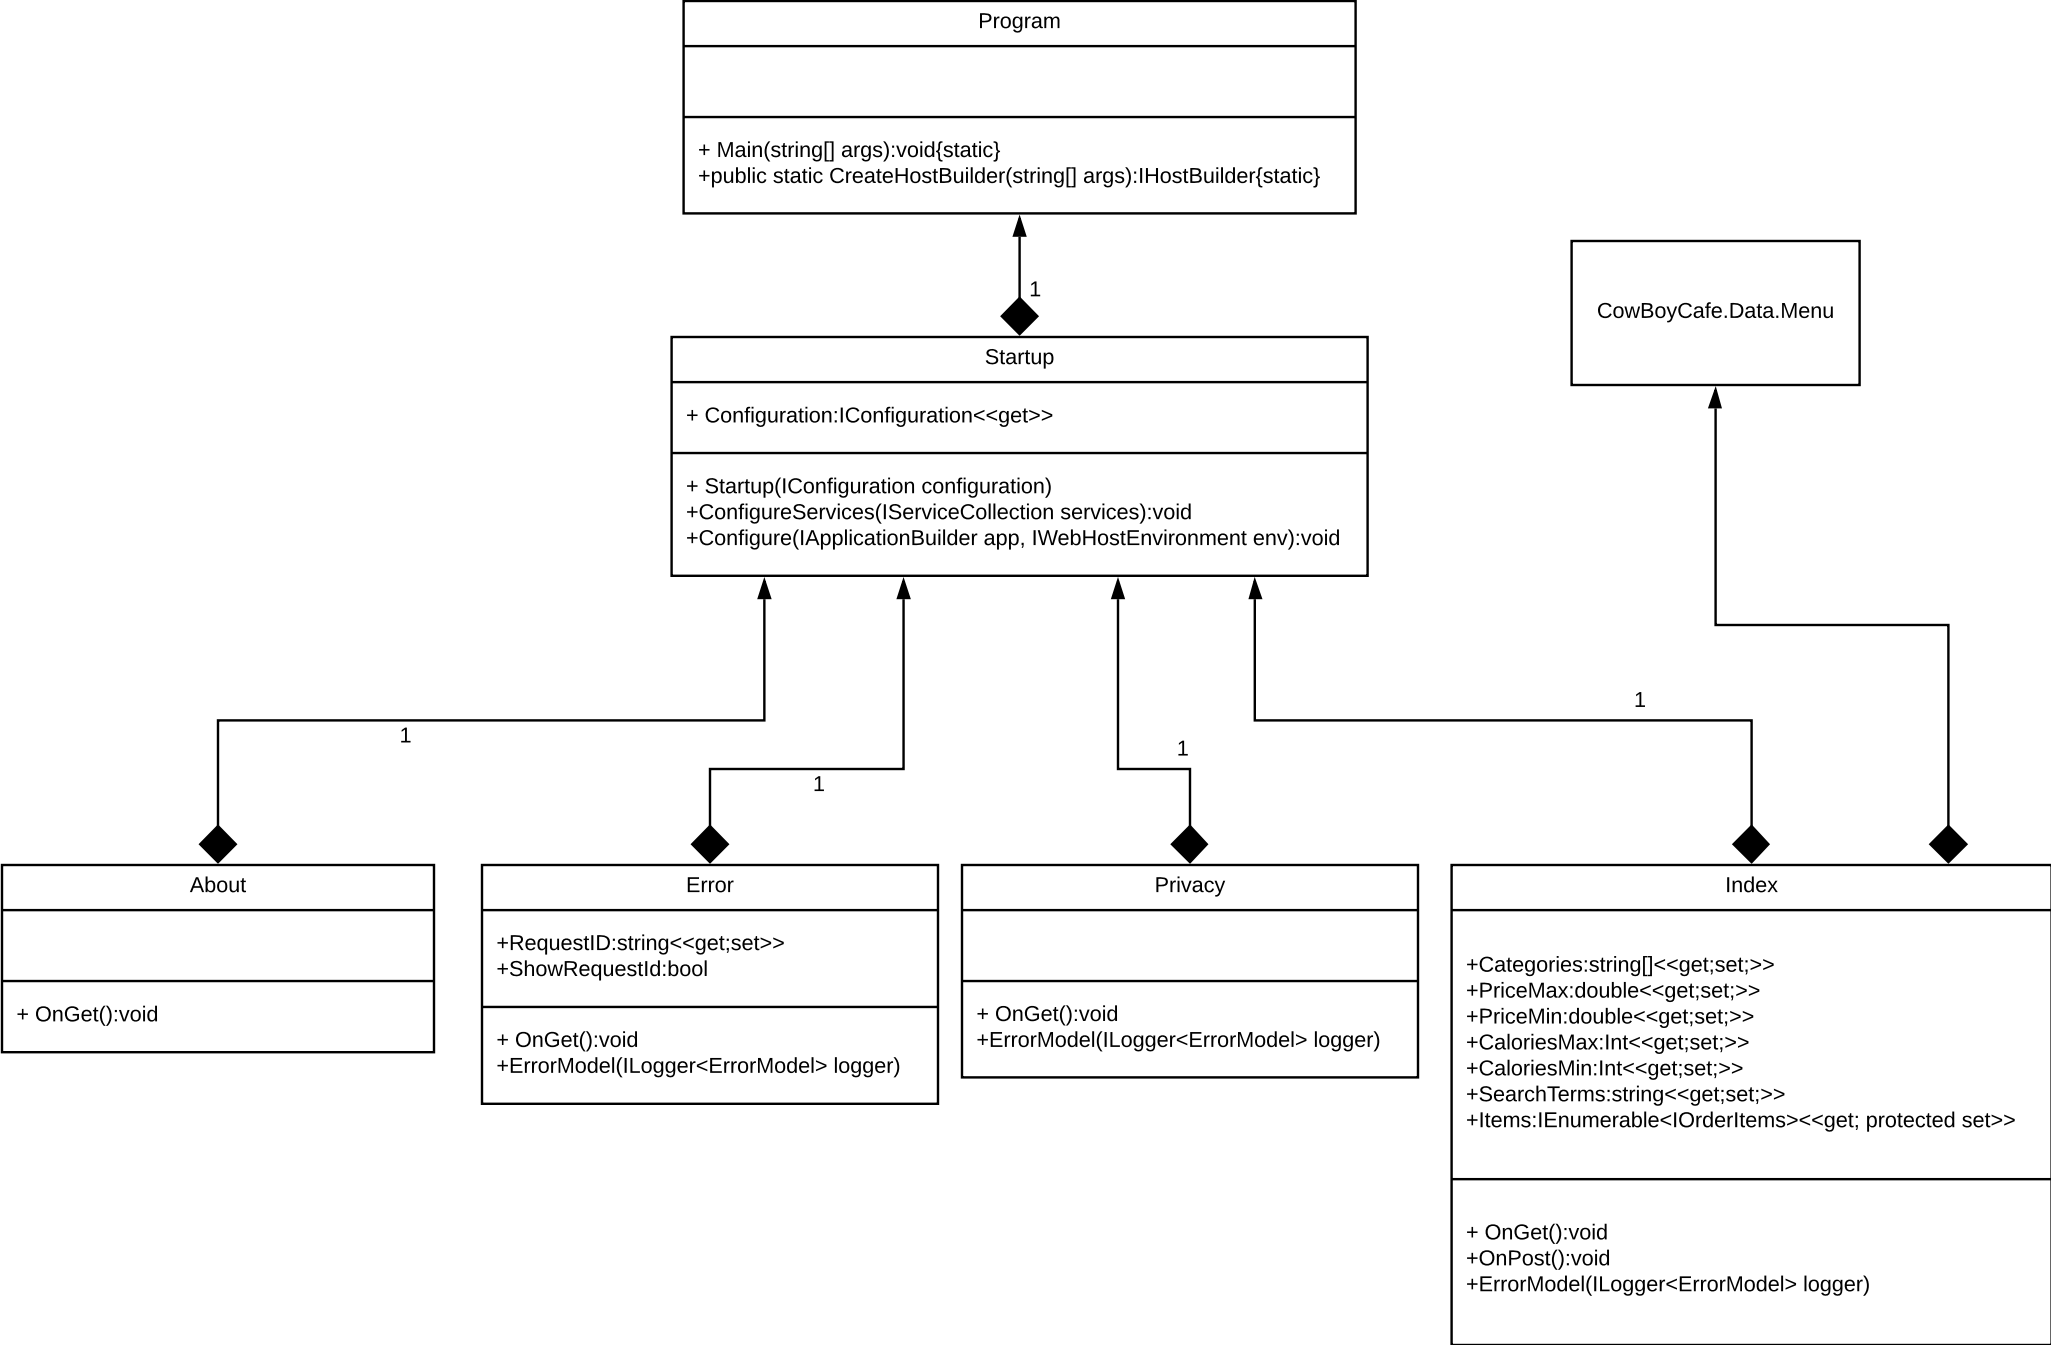 Program
+ Main(string[] args):void{static}
+public static CreateHostBuilder(string[] args):IHostBuilder{static}
1
CowBoyCafe.Data.Menu
Startup
+ Configuration:IConfiguration<<get>>
+ Startup(IConfiguration configuration)
+ConfigureServices(IServiceCollection services):void
+Configure(IApplicationBuilder app, IWebHostEnvironment env):void
1
1
1
1
About
+ OnGet():void
Error
+RequestID:string<<get;set>>
+ShowRequestId:bool
+ OnGet():void
+ErrorModel(ILogger<ErrorModel> logger)
Privacy
+ OnGet():void
+ErrorModel(ILogger<ErrorModel> logger)
Index
+Categories:string[]<<get;set;>>
+PriceMax:double<<get;set;>>
+PriceMin:double<<get;set;>>
+CaloriesMax:Int<<get;set;>>
+CaloriesMin:Int<<get;set;>>
+SearchTerms:string<<get;set;>>
+Items:IEnumerable<IOrderItems><<get; protected set>>
+ OnGet():void
+OnPost():void
+ErrorModel(ILogger<ErrorModel> logger)